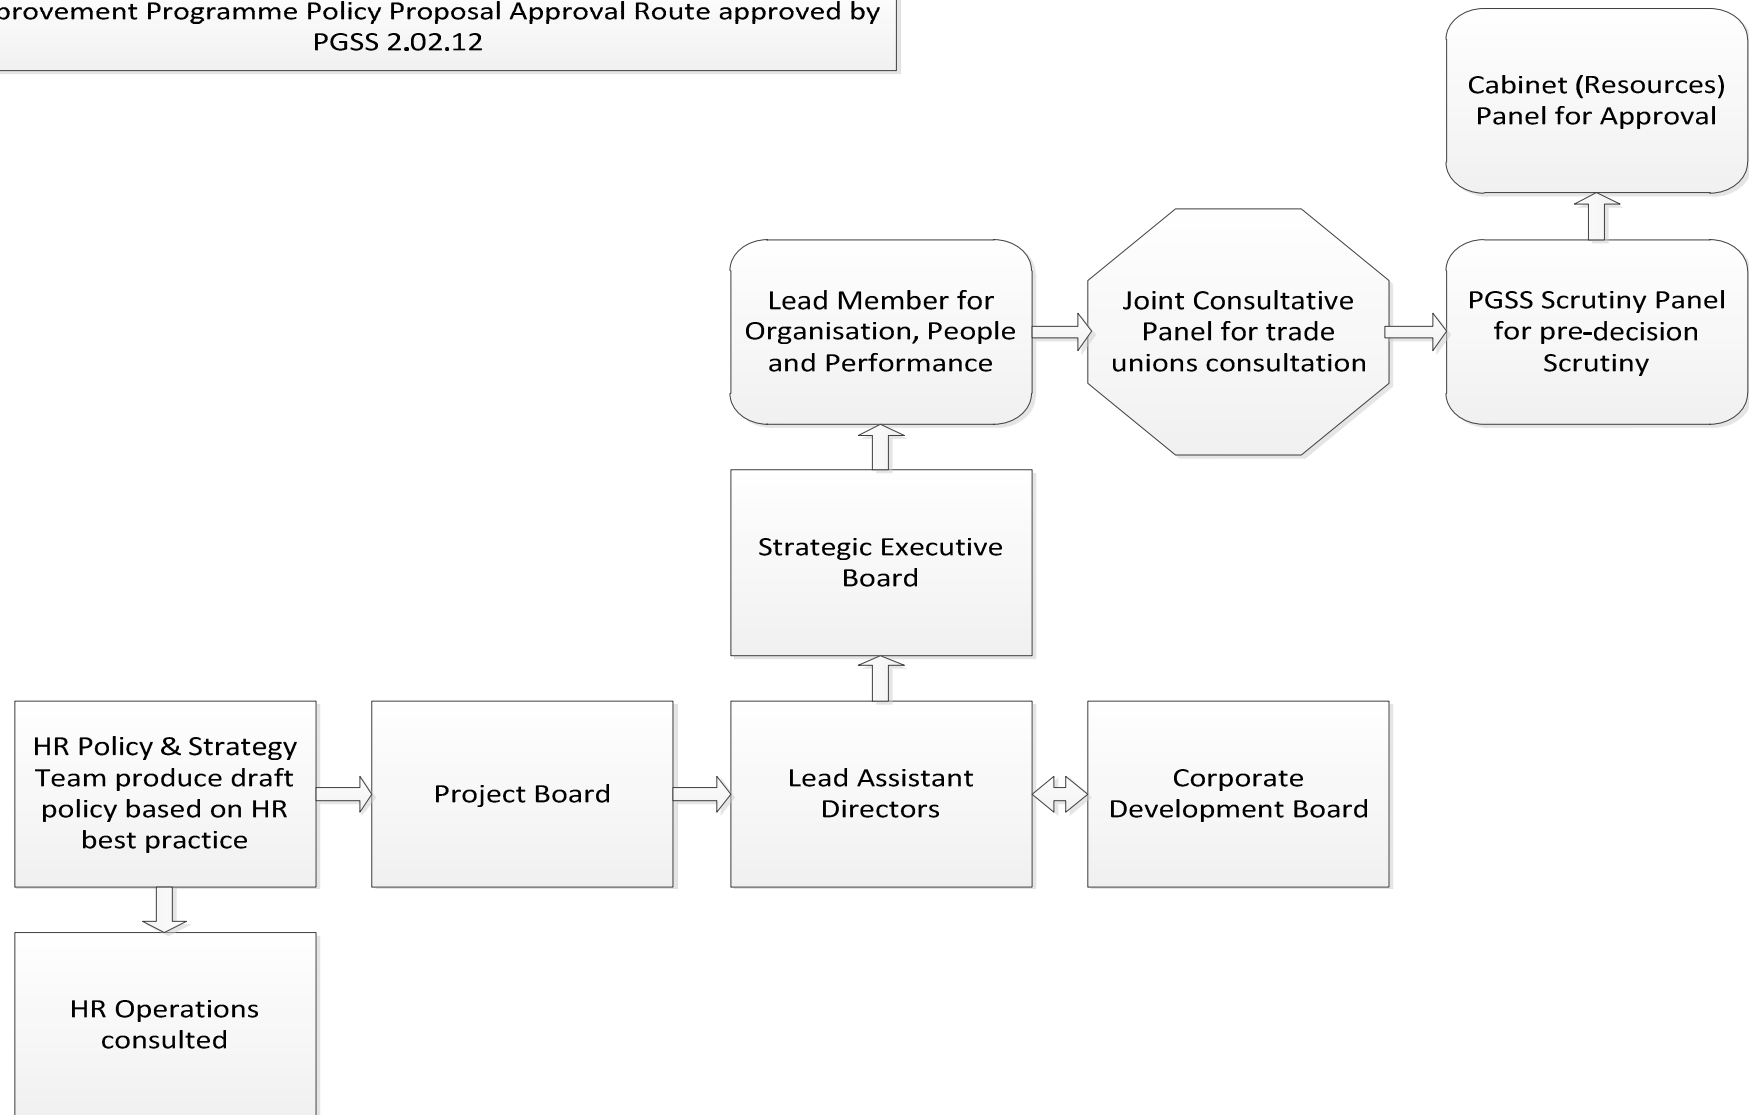 Improvement Programme Policy Proposal Approval Route approved by
PGSS 2.02.12
Cabinet (Resources)
Panel for Approval
Lead Member for
Organisation, People
and Performance
Joint Consultative
Panel for trade
unions consultation
PGSS Scrutiny Panel
for pre-decision
Scrutiny
Strategic Executive
Board
HR Policy & Strategy
Team produce draft
policy based on HR
best practice
Project Board
Lead Assistant
Directors
Corporate
Development Board
HR Operations
consulted